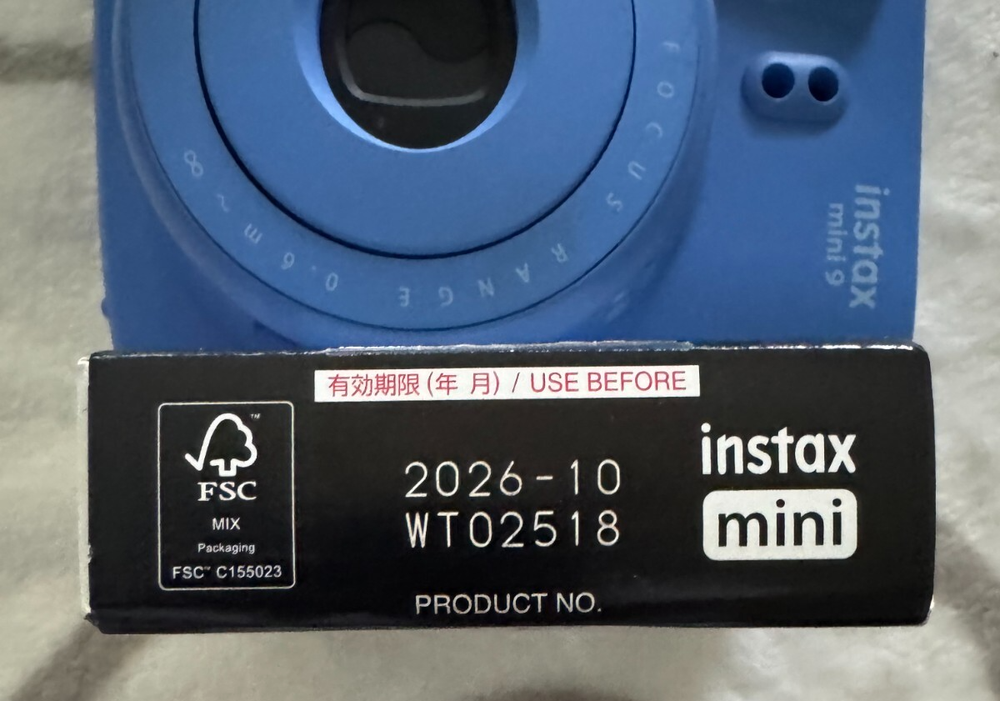 FOCUS RANGE 0.6m~∞
instax
mini 9
有効期限 (年 月) / USE BEFORE
FSC™
MIX
Packaging
FSC™ C155023
2026-10
WT02518
PRODUCT NO.
instax
mini